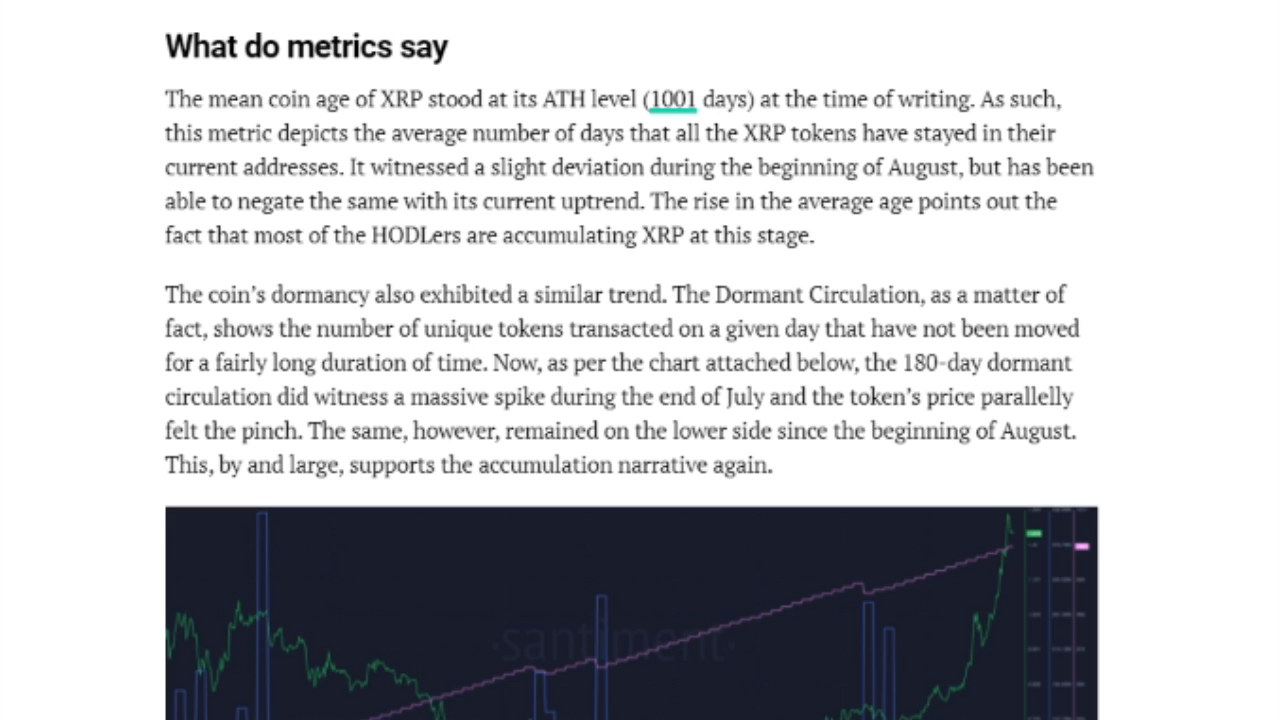 What do metrics say
The mean coin age of XRP stood at its ATH level (1001 days) at the time of writing. As such,
this metric depicts the average number of days that all the XRP tokens have stayed in their
current addresses. It witnessed a slight deviation during the beginning of August, but has been
able to negate the same with its current uptrend. The rise in the average age points out the
fact that most of the HODLers are accumulating XRP at this stage.
The coin’s dormancy also exhibited a similar trend. The Dormant Circulation, as a matter of
fact, shows the number of unique tokens transacted on a given day that have not been moved
for a fairly long duration of time. Now, as per the chart attached below, the 180-day dormant
circulation did witness a massive spike during the end of July and the token’s price parallelly
felt the pinch. The same, however, remained on the lower side since the beginning of August.
This, by and large, supports the accumulation narrative again.
·santiment·